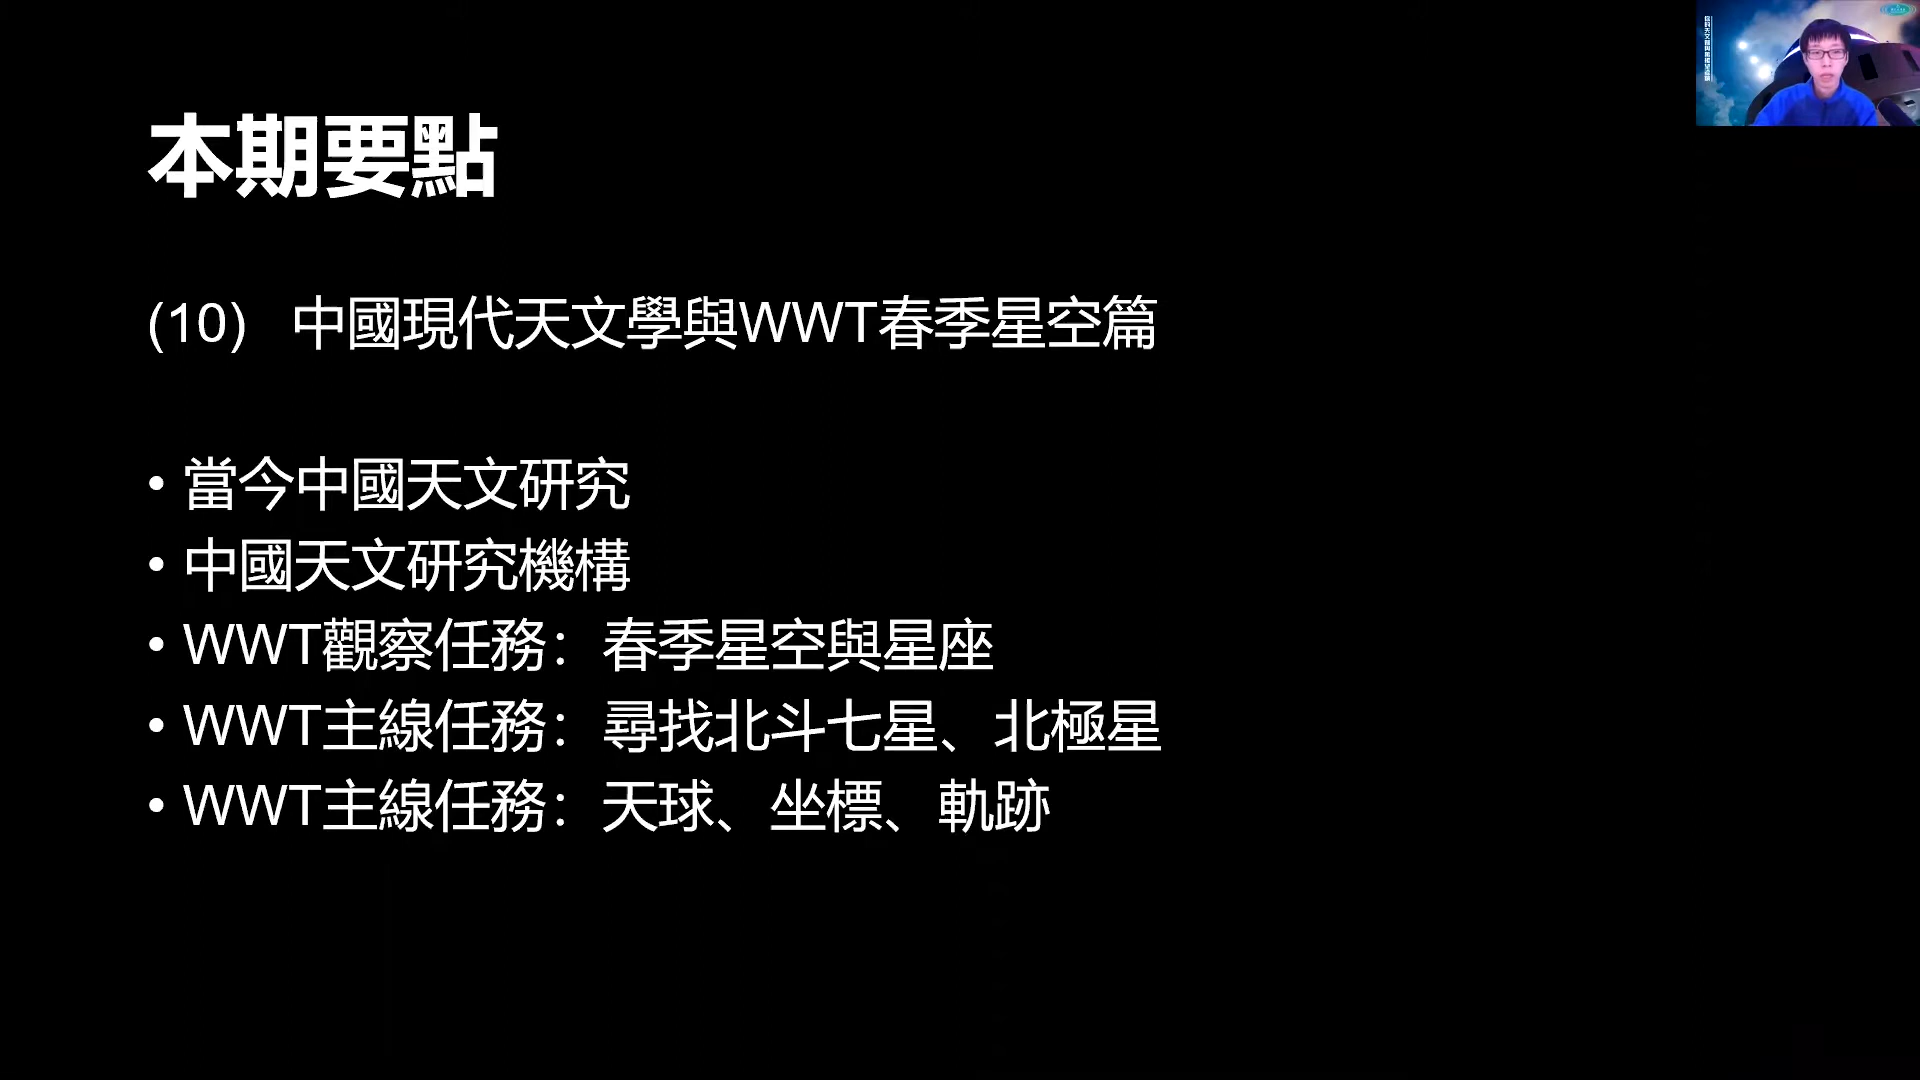 本期要點
(10) 中國現代天文學與WWT春季星空篇
• 當今中國天文研究
• 中國天文研究機構
• WWT觀察任務：春季星空與星座
• WWT主線任務：尋找北斗七星、北極星
• WWT主線任務：天球、坐標、軌跡